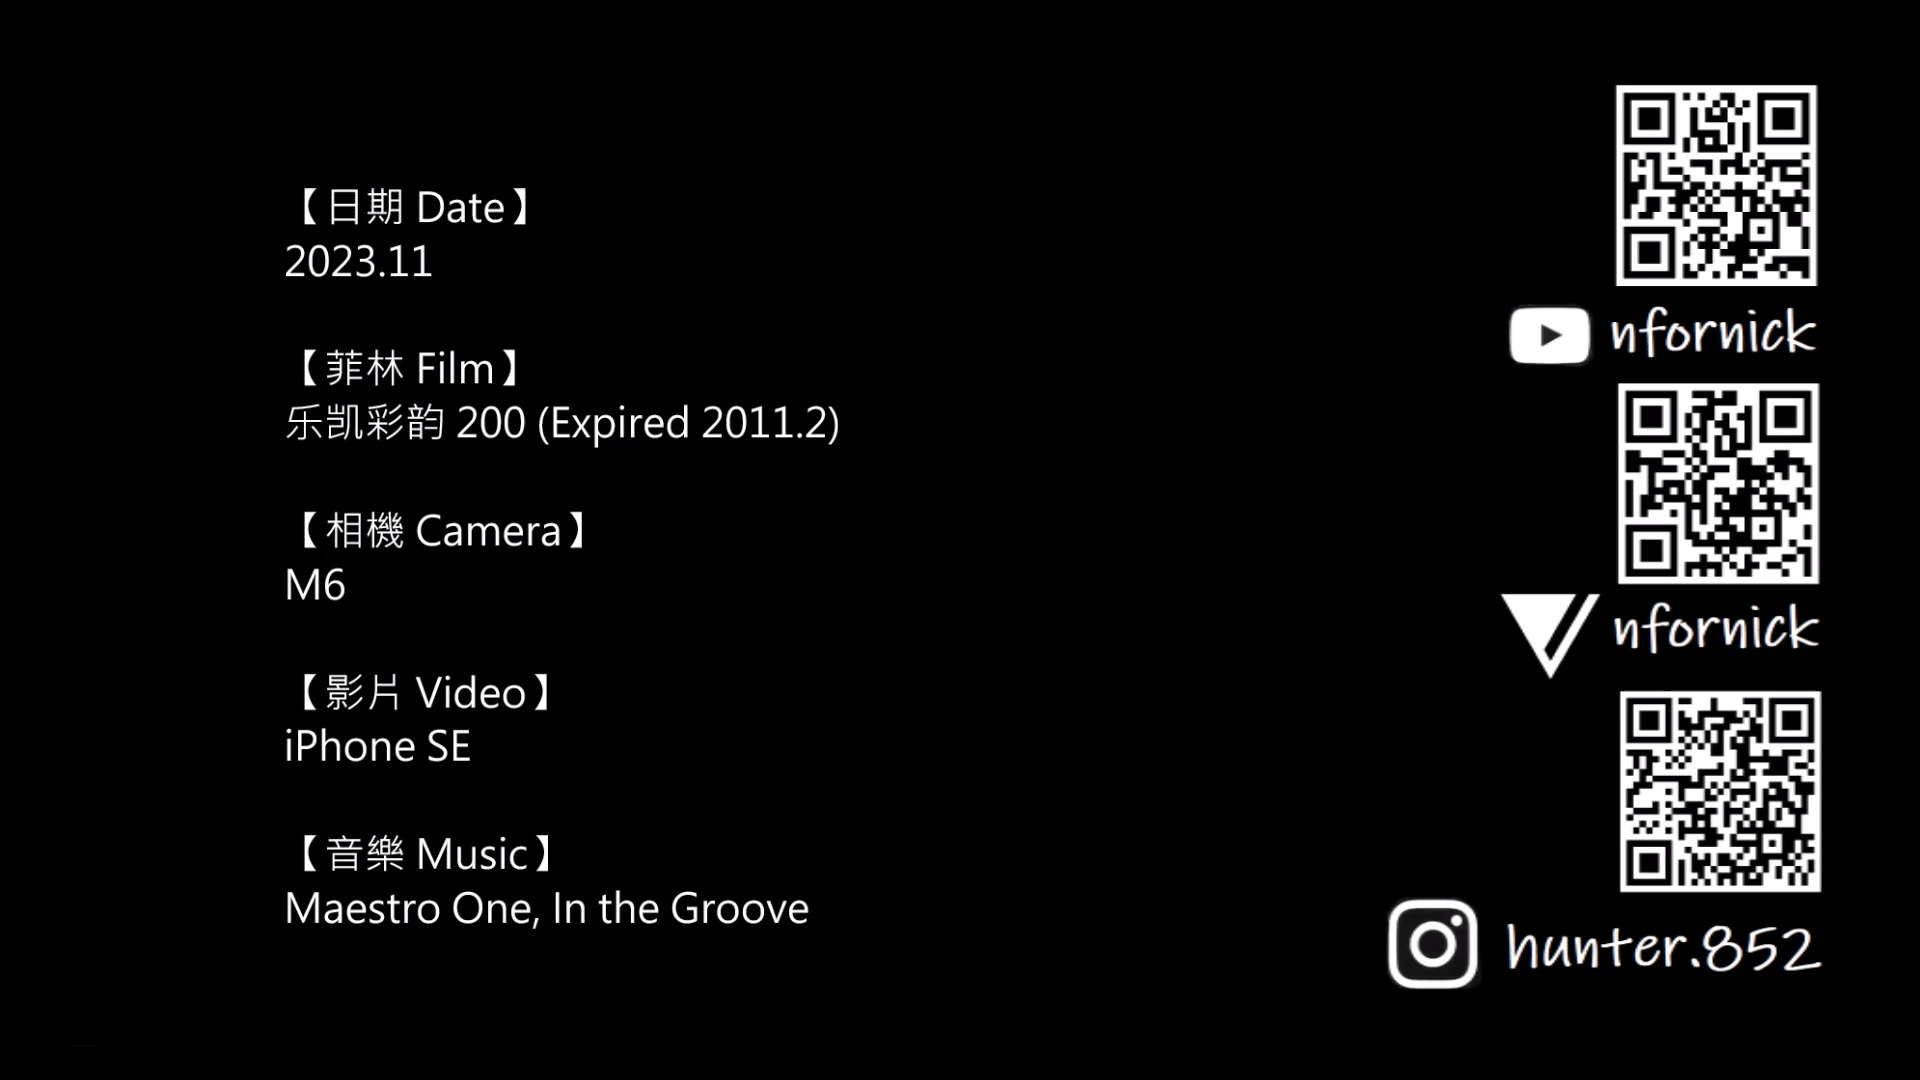 【日期 Date】
2023.11
【菲林 Film】
乐凯彩韵 200 (Expired 2011.2)
【相機 Camera】
M6
【影片 Video】
iPhone SE
【音樂 Music】
Maestro One, In the Groove
nfornick
nfornick
hunter.852